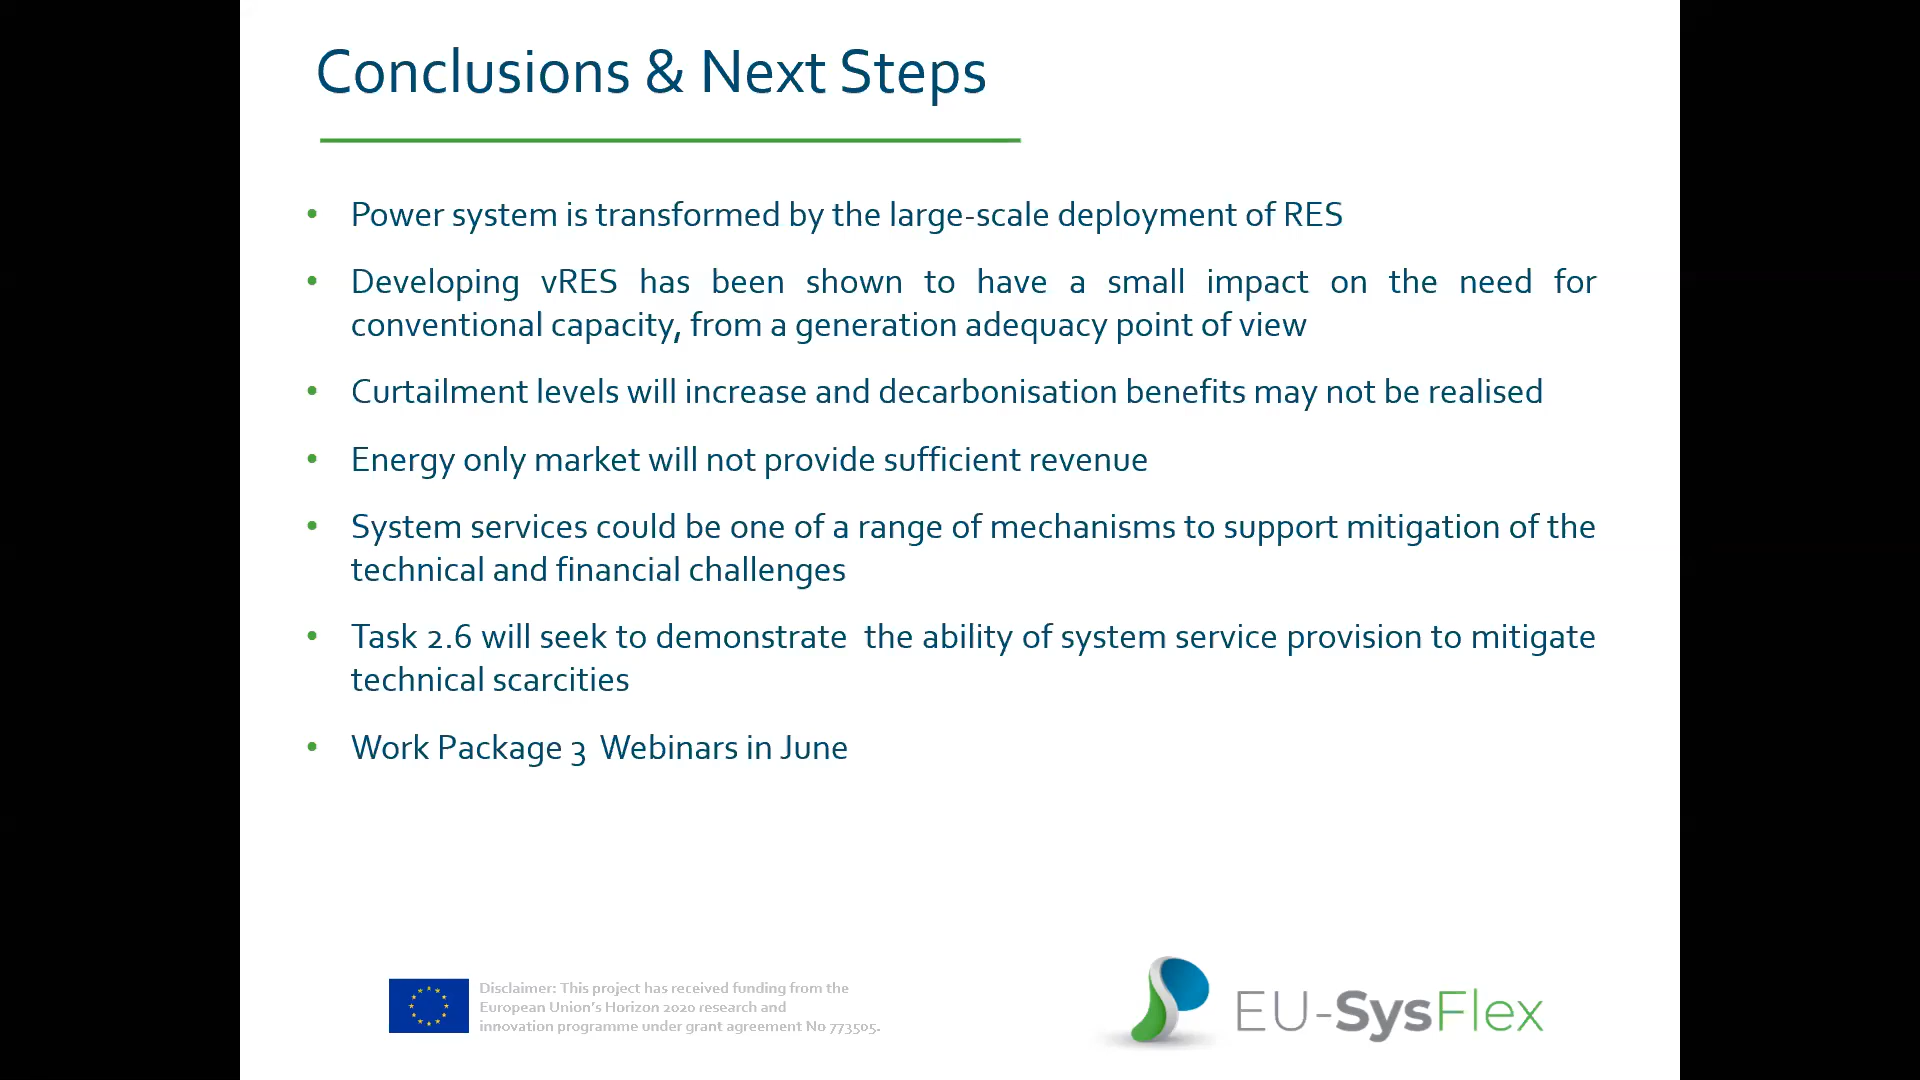 Conclusions & Next Steps
• Power system is transformed by the large-scale deployment of RES
• Developing vRES has been shown to have a small impact on the need for
conventional capacity, from a generation adequacy point of view
• Curtailment levels will increase and decarbonisation benefits may not be realised
• Energy only market will not provide sufficient revenue
• System services could be one of a range of mechanisms to support mitigation of the
technical and financial challenges
• Task 2.6 will seek to demonstrate  the ability of system service provision to mitigate
technical scarcities
• Work Package 3  Webinars in June
Disclaimer: This project has received funding from the
European Union's Horizon 2020 research and
innovation programme under grant agreement No 773505.
EU-SysFlex